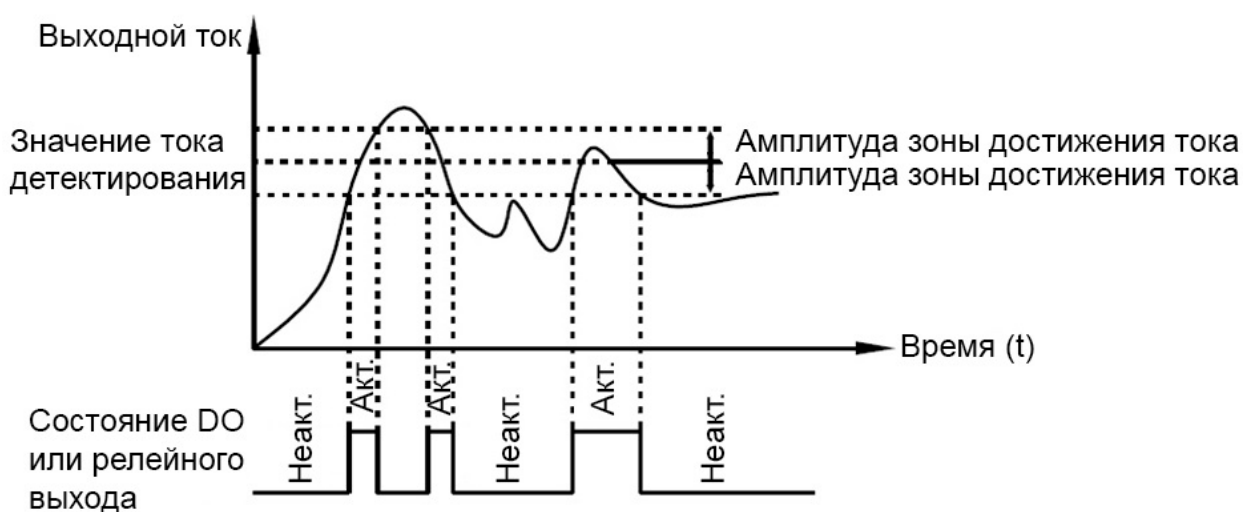 Выходной ток
Значение тока
детектирования
Амплитуда зоны достижения тока
Амплитуда зоны достижения тока
Время (t)
Состояние DO
или релейного
выхода
Неакт.
Акт.
Акт.
Неакт.
Акт.
Неакт.